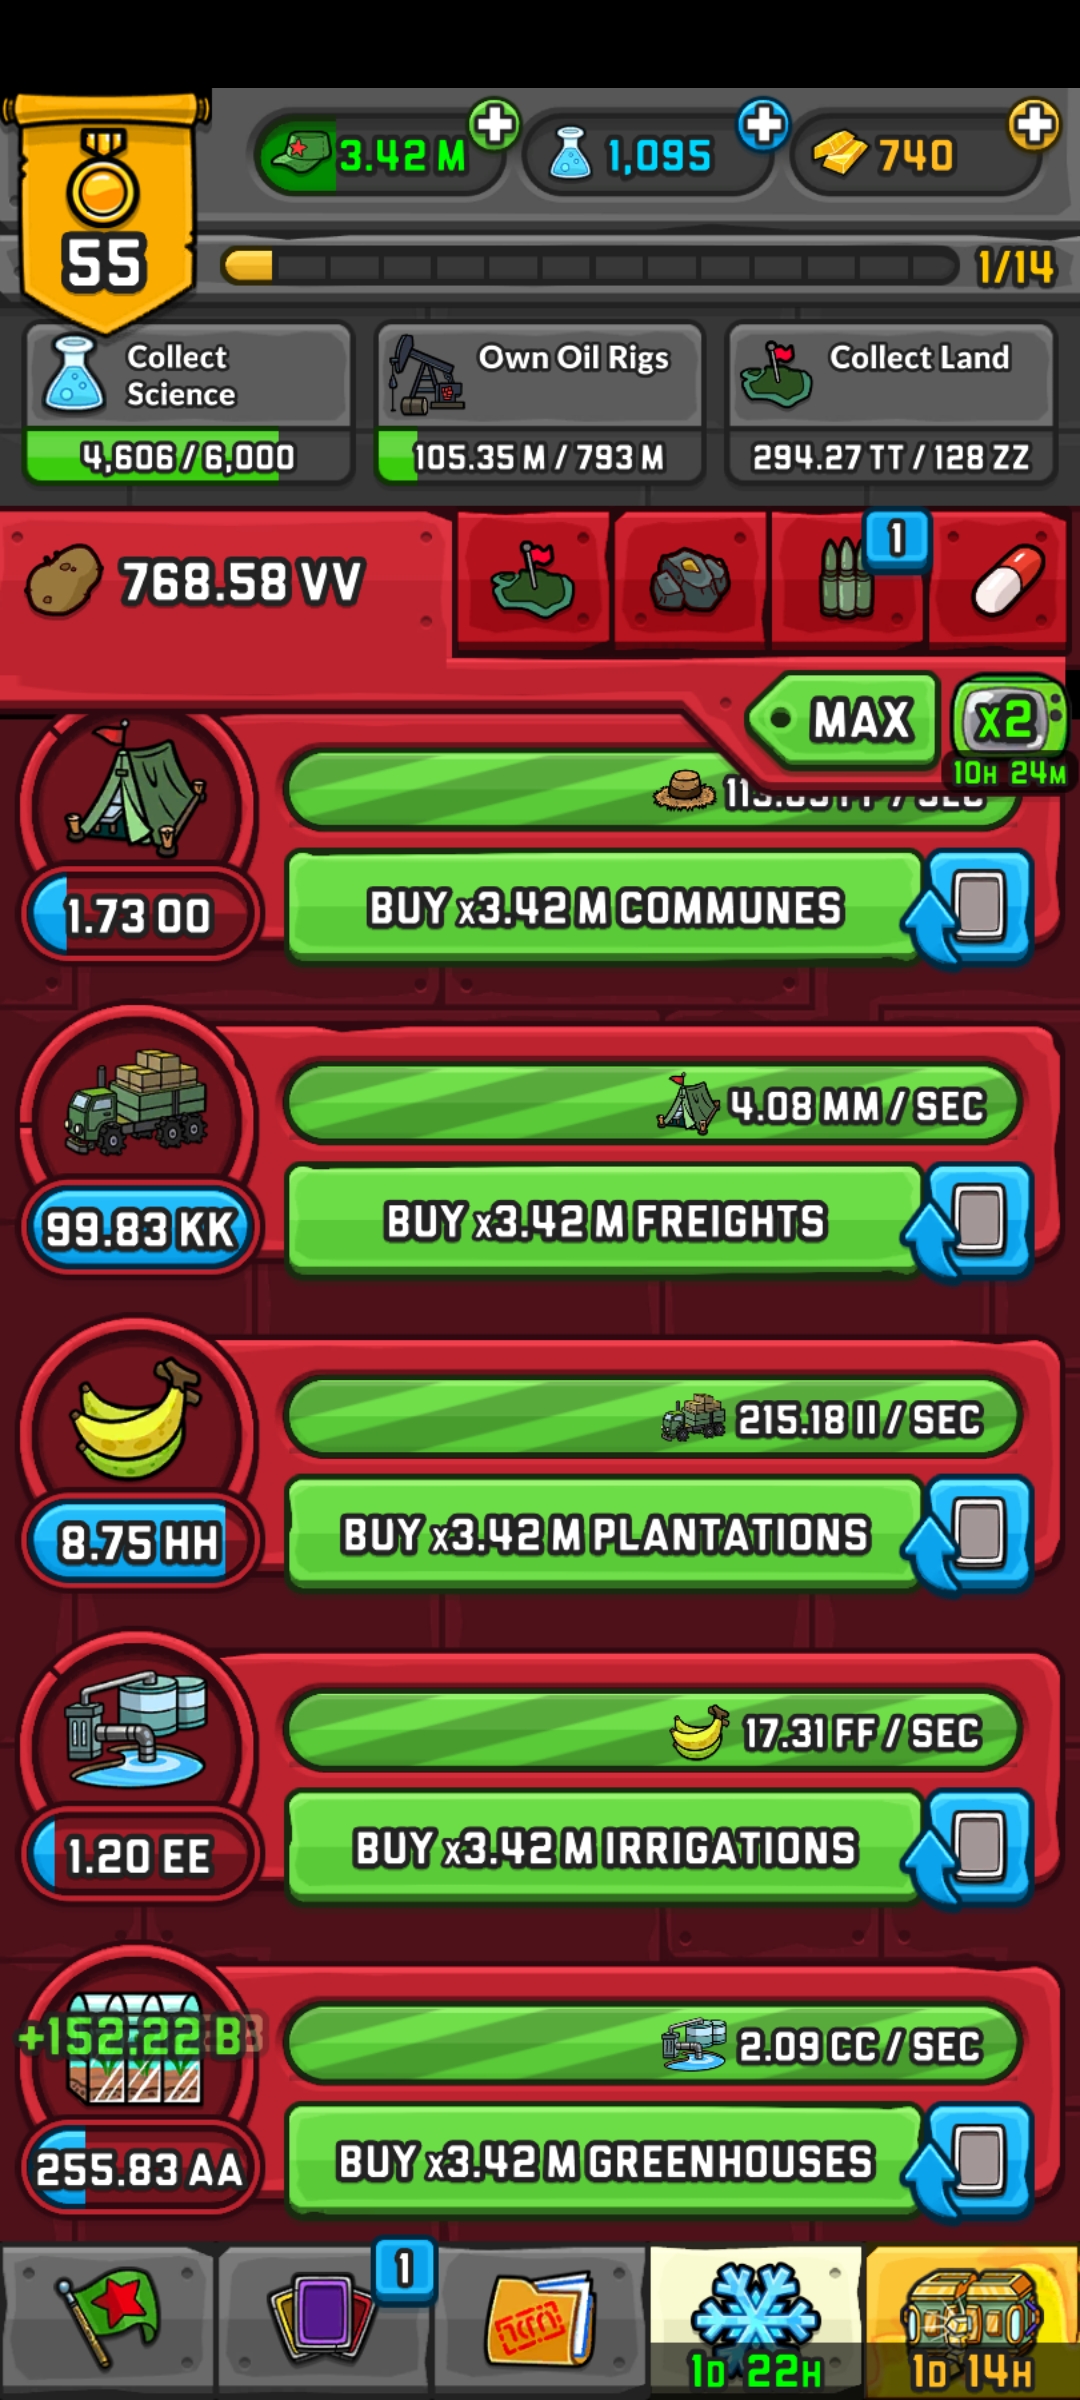 55
3.42 M
1,095
740
1/14
Collect
Science
4,606 / 6,000
Own Oil Rigs
105.35 M / 793 M
Collect Land
294.27 TT / 128 ZZ
768.58 VV
1
MAX
x2
10H 24M
/ SEC
1.73 OO
BUY x3.42 M COMMUNES
4.08 MM / SEC
99.83 KK
BUY x3.42 M FREIGHTS
215.18 II / SEC
8.75 HH
BUY x3.42 M PLANTATIONS
17.31 FF / SEC
1.20 EE
BUY x3.42 M IRRIGATIONS
+152.22 B
2.09 CC / SEC
255.83 AA
BUY x3.42 M GREENHOUSES
1
1D 22H
1D 14H